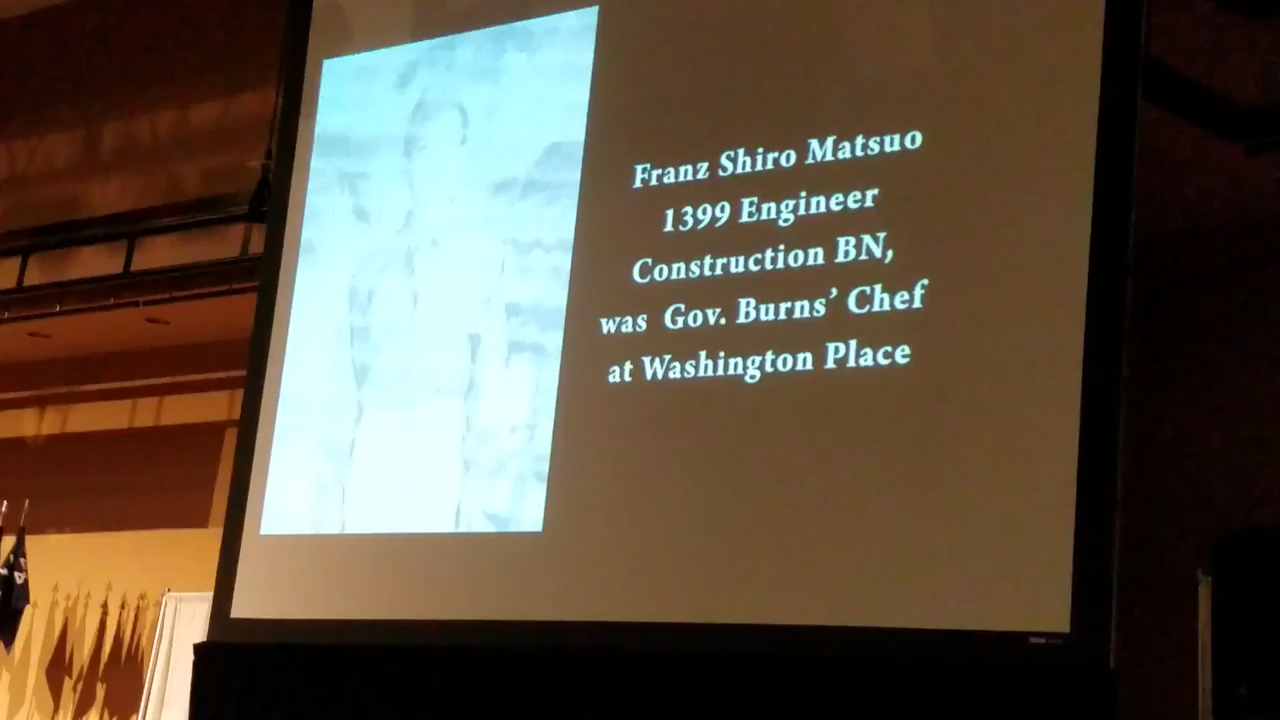 Franz Shiro Matsuo
1399 Engineer
Construction BN,
was Gov. Burns’ Chef
at Washington Place